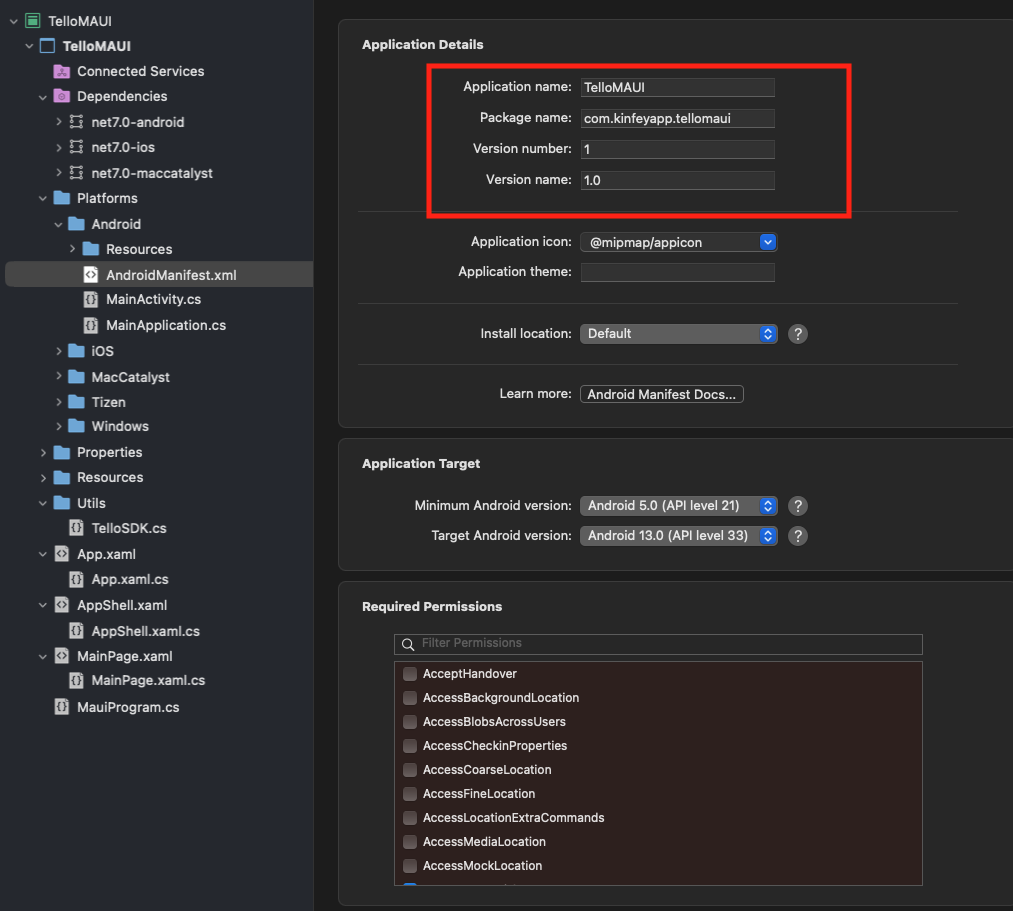 TelloMAUI
TelloMAUI
Connected Services
Dependencies
net7.0-android
net7.0-ios
net7.0-maccatalyst
Platforms
Android
Resources
AndroidManifest.xml
MainActivity.cs
MainApplication.cs
iOS
MacCatalyst
Tizen
Windows
Properties
Resources
Utils
TelloSDK.cs
App.xaml
App.xaml.cs
AppShell.xaml
AppShell.xaml.cs
MainPage.xaml
MainPage.xaml.cs
MauiProgram.cs
Application Details
Application name: TelloMAUI
Package name: com.kinfeyapp.tellomaui
Version number: 1
Version name: 1.0
Application icon: @mipmap/appicon
Application theme:
Install location: Default ?
Learn more: Android Manifest Docs...
Application Target
Minimum Android version: Android 5.0 (API level 21) ?
Target Android version: Android 13.0 (API level 33) ?
Required Permissions
Filter Permissions
AcceptHandover
AccessBackgroundLocation
AccessBlobsAcrossUsers
AccessCheckinProperties
AccessCoarseLocation
AccessFineLocation
AccessLocationExtraCommands
AccessMediaLocation
AccessMockLocation